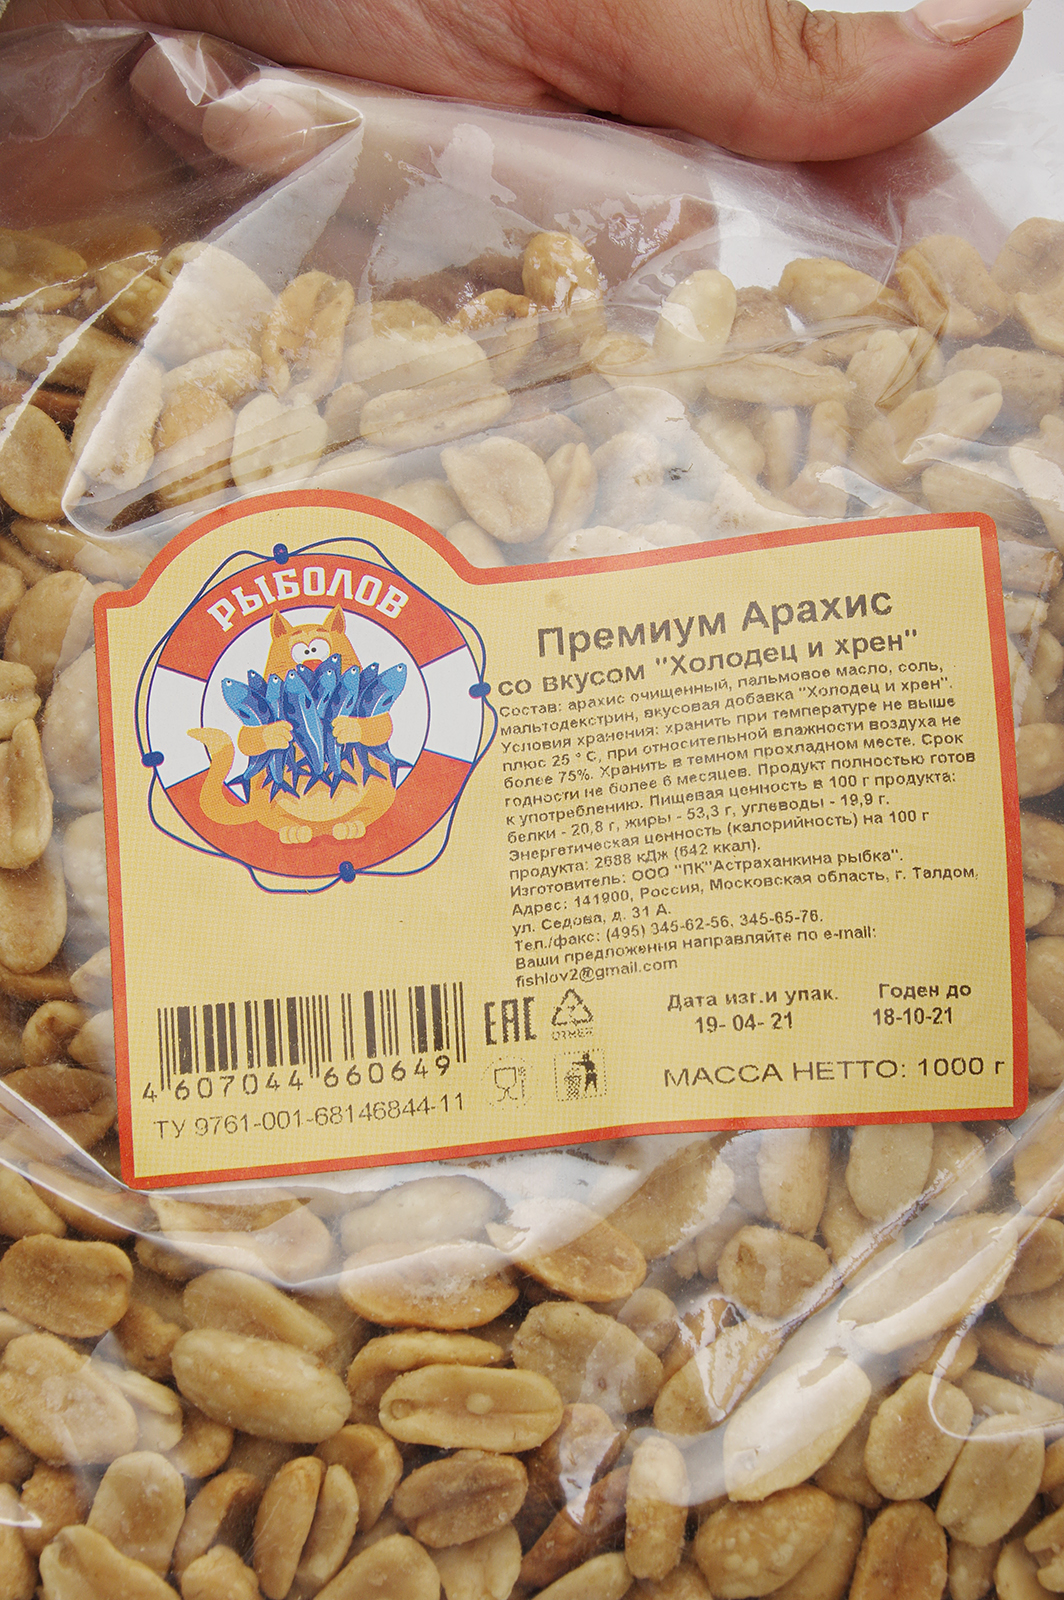 РЫБОЛОВ
Премиум Арахис
со вкусом "Холодец и хрен"
Состав: арахис очищенный, пальмовое масло, соль,
мальтодекстрин, вкусовая добавка "Холодец и хрен".
Условия хранения: хранить при температуре не выше
плюс 25 ° С, при относительной влажности воздуха не
более 75%. Хранить в темном прохладном месте. Срок
годности не более 6 месяцев. Продукт полностью готов
к употреблению. Пищевая ценность в 100 г продукта:
белки - 20,8 г, жиры - 53,3 г, углеводы - 19,9 г.
Энергетическая ценность (калорийность) на 100 г
продукта: 2688 кДж (642 ккал).
Изготовитель: ООО "ПК"Астраханкина рыбка".
Адрес: 141900, Россия, Московская область, г. Талдом,
ул. Седова, д. 31 А.
Тел./факс: (495) 345-62-56, 345-65-76.
Ваши предложения направляйте по e-mail:
fishlov2@gmail.com
Дата изг.и упак. Годен до
19- 04- 21 18-10-21
EAC
4 607044 660649
МАССА НЕТТО: 1000 г
ТУ 9761-001-68146844-11